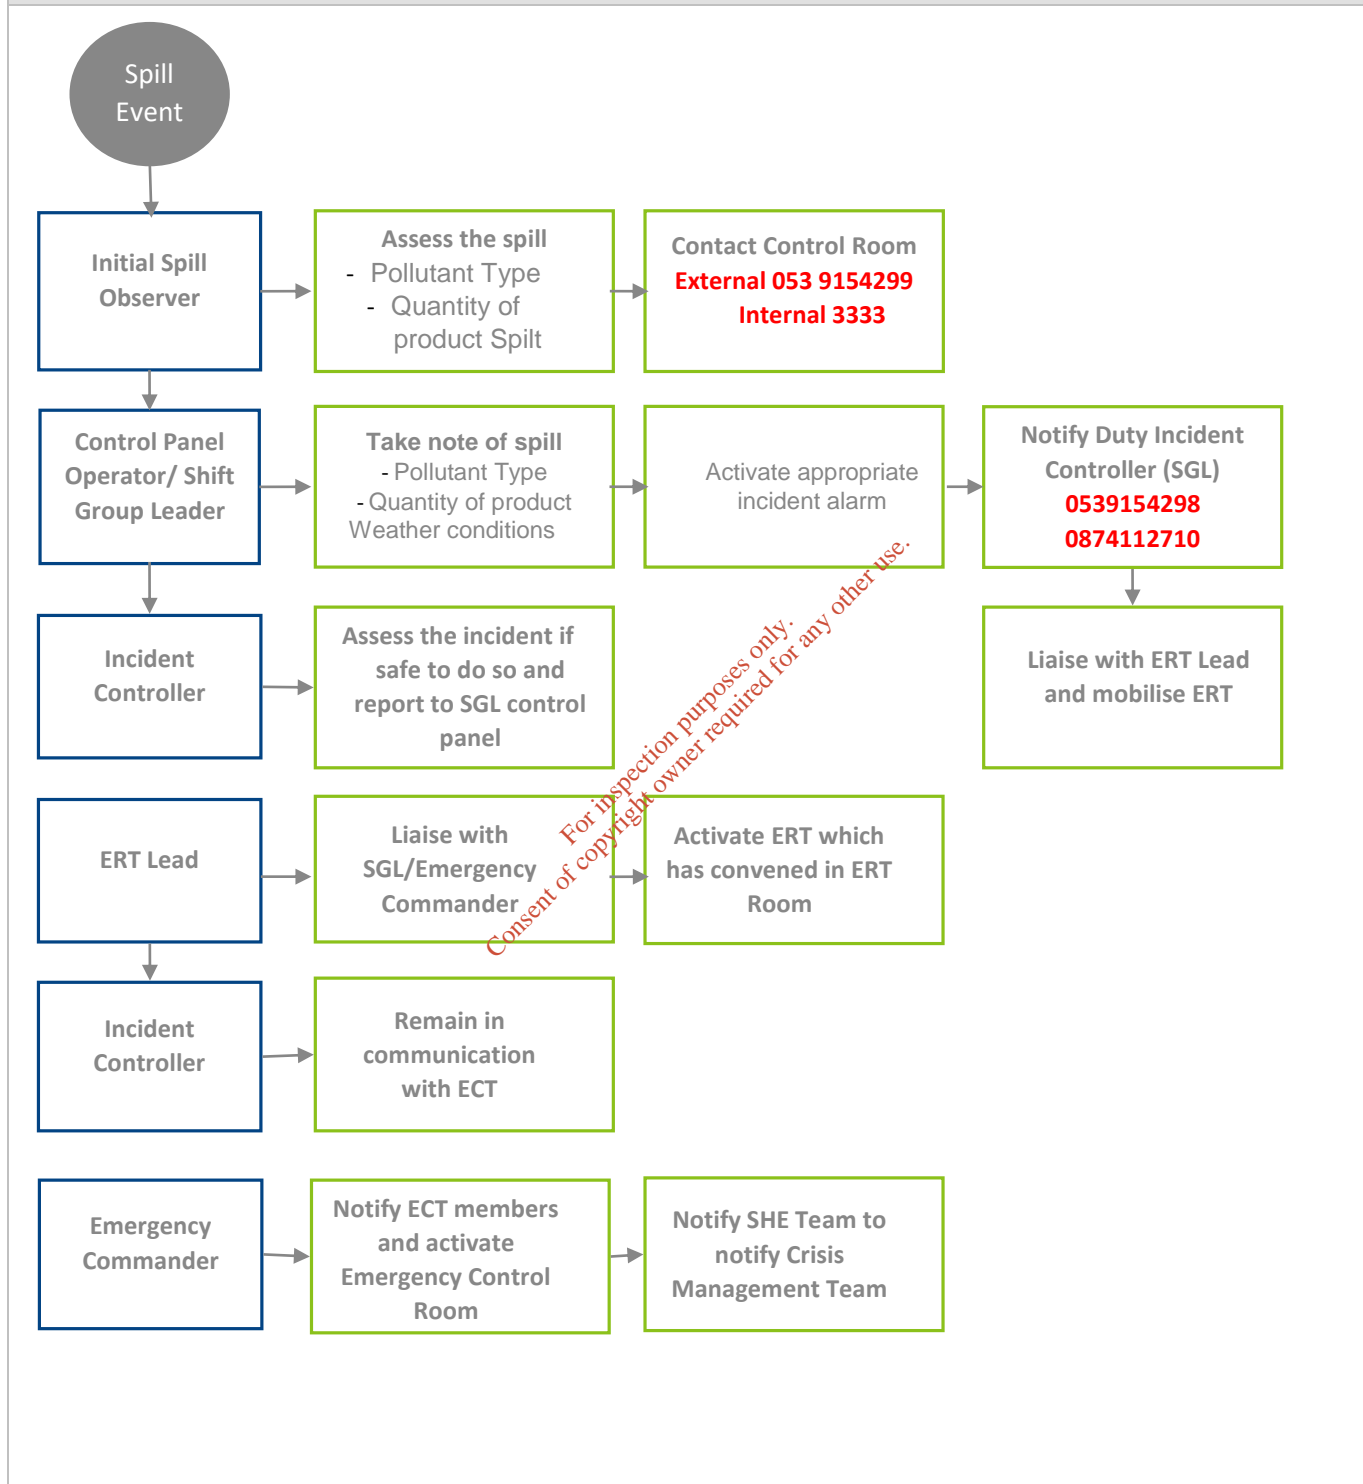 Spill
Event
Initial Spill
Observer
Assess the spill
- Pollutant Type
- Quantity of
product Spilt
Contact Control Room
External 053 9154299
Internal 3333
Control Panel
Operator/ Shift
Group Leader
Take note of spill
- Pollutant Type
- Quantity of product
Weather conditions
Activate appropriate
incident alarm
Notify Duty Incident
Controller (SGL)
0539154298
0874112710
Liaise with ERT Lead
and mobilise ERT
Incident
Controller
Assess the incident if
safe to do so and
report to SGL control
panel
For inspection purposes only.
Consent of copyright owner required for any other use.
ERT Lead
Liaise with
SGL/Emergency
Commander
Activate ERT which
has convened in ERT
Room
Incident
Controller
Remain in
communication
with ECT
Emergency
Commander
Notify ECT members
and activate
Emergency Control
Room
Notify SHE Team to
notify Crisis
Management Team